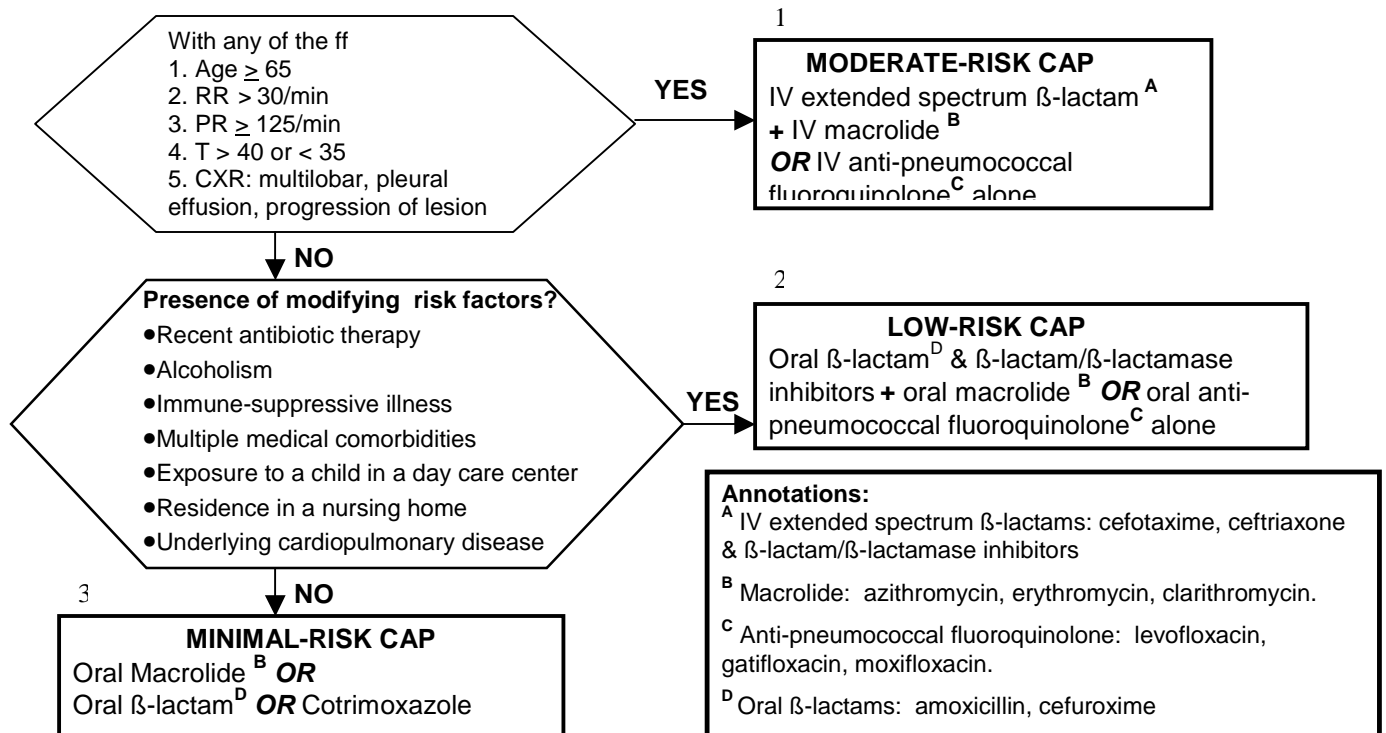 With any of the ff
1. Age ≥ 65
2. RR > 30/min
3. PR ≥ 125/min
4. T > 40 or < 35
5. CXR: multilobar, pleural
effusion, progression of lesion
YES
1
MODERATE-RISK CAP
IV extended spectrum ß-lactam A
+ IV macrolide B
OR IV anti-pneumococcal
fluoroquinolone C alone
NO
Presence of modifying risk factors?
●Recent antibiotic therapy
●Alcoholism
●Immune-suppressive illness
●Multiple medical comorbidities
●Exposure to a child in a day care center
●Residence in a nursing home
●Underlying cardiopulmonary disease
YES
2
LOW-RISK CAP
Oral ß-lactam D & ß-lactam/ß-lactamase
inhibitors + oral macrolide B OR oral anti-
pneumococcal fluoroquinolone C alone
NO
3
MINIMAL-RISK CAP
Oral Macrolide B OR
Oral ß-lactam D OR Cotrimoxazole
Annotations:
A IV extended spectrum ß-lactams: cefotaxime, ceftriaxone
& ß-lactam/ß-lactamase inhibitors
B Macrolide: azithromycin, erythromycin, clarithromycin.
C Anti-pneumococcal fluoroquinolone: levofloxacin,
gatifloxacin, moxifloxacin.
D Oral ß-lactams: amoxicillin, cefuroxime